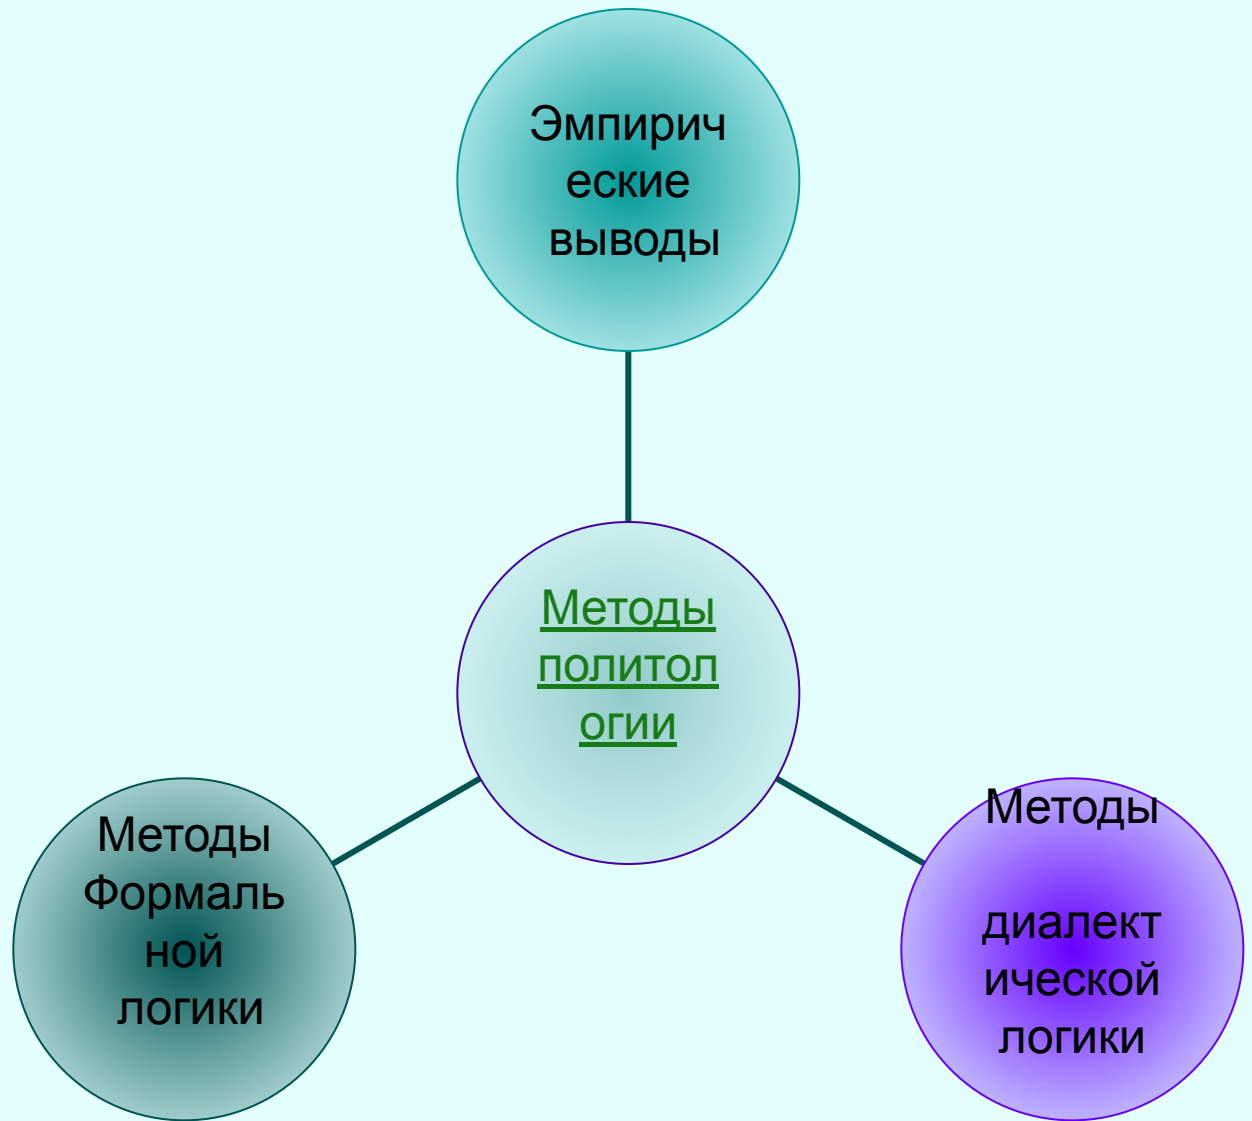 Эмпирич
еские
выводы
Методы
политол
огии
Методы
Формаль
ной
логики
Методы
диалект
ической
логики